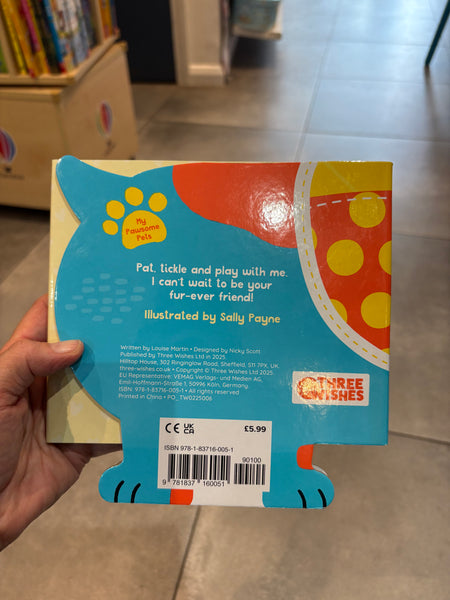 My
Pawsome
Pets
Pat, tickle and play with me.
I can't wait to be your
fur-ever friend!
Illustrated by Sally Payne
Written by Louise Martin • Designed by Nicky Scott
Published by Three Wishes Ltd in 2025,
Hilltop House, 302 Ringinglow Road, Sheffield, S11 7PX, UK.
three-wishes.co.uk • Copyright © Three Wishes Ltd 2025
EU Representative: VEMAG Verlags- und Medien AG,
Emil-Hoffmann-Straße 1, 50996 Köln, Germany
ISBN: 978-1-83716-005-1 • All rights reserved
Printed in China • PO_TW0225006
THREE
WISHES
CE UK
CA
£5.99
ISBN 978-1-83716-005-1
90100
9 781837 160051